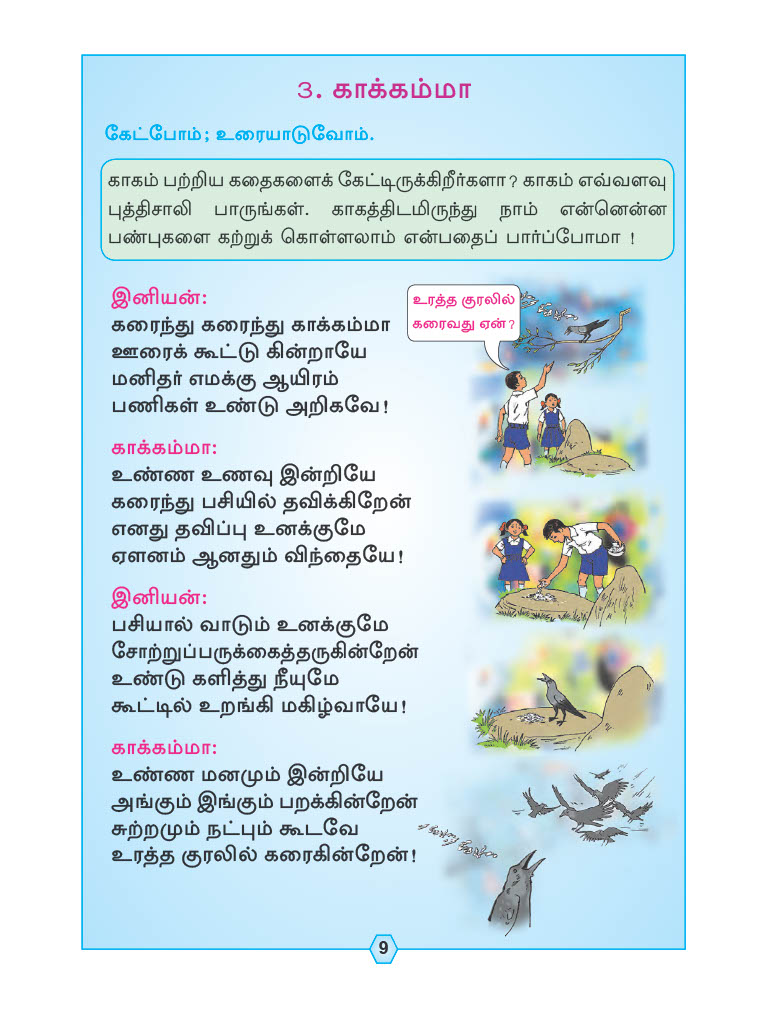 3. காக்கம்மா
கேட்போம்; உரையாடுவோம்.
காகம் பற்றிய கதைகளைக் கேட்டிருக்கிறீர்களா? காகம் எவ்வளவு
புத்திசாலி பாருங்கள். காகத்திடமிருந்து நாம் என்னென்ன
பண்புகளை கற்றுக் கொள்ளலாம் என்பதைப் பார்ப்போமா !
இனியன்:
கரைந்து கரைந்து காக்கம்மா
ஊரைக் கூட்டு கின்றாயே
மனிதர் எமக்கு ஆயிரம்
பணிகள் உண்டு அறிகவே!
உரத்த குரலில்
கரைவது ஏன்?
காக்கம்மா:
உண்ண உணவு இன்றியே
கரைந்து பசியில் தவிக்கிறேன்
எனது தவிப்பு உனக்குமே
ஏளனம் ஆனதும் விந்தையே!
இனியன்:
பசியால் வாடும் உனக்குமே
சோற்றுப்பருக்கைத்தருகின்றேன்
உண்டு களித்து நீயுமே
கூட்டில் உறங்கி மகிழ்வாயே!
காக்கம்மா:
உண்ண மனமும் இன்றியே
அங்கும் இங்கும் பறக்கின்றேன்
சுற்றமும் நட்பும் கூடவே
உரத்த குரலில் கரைகின்றேன்!
9